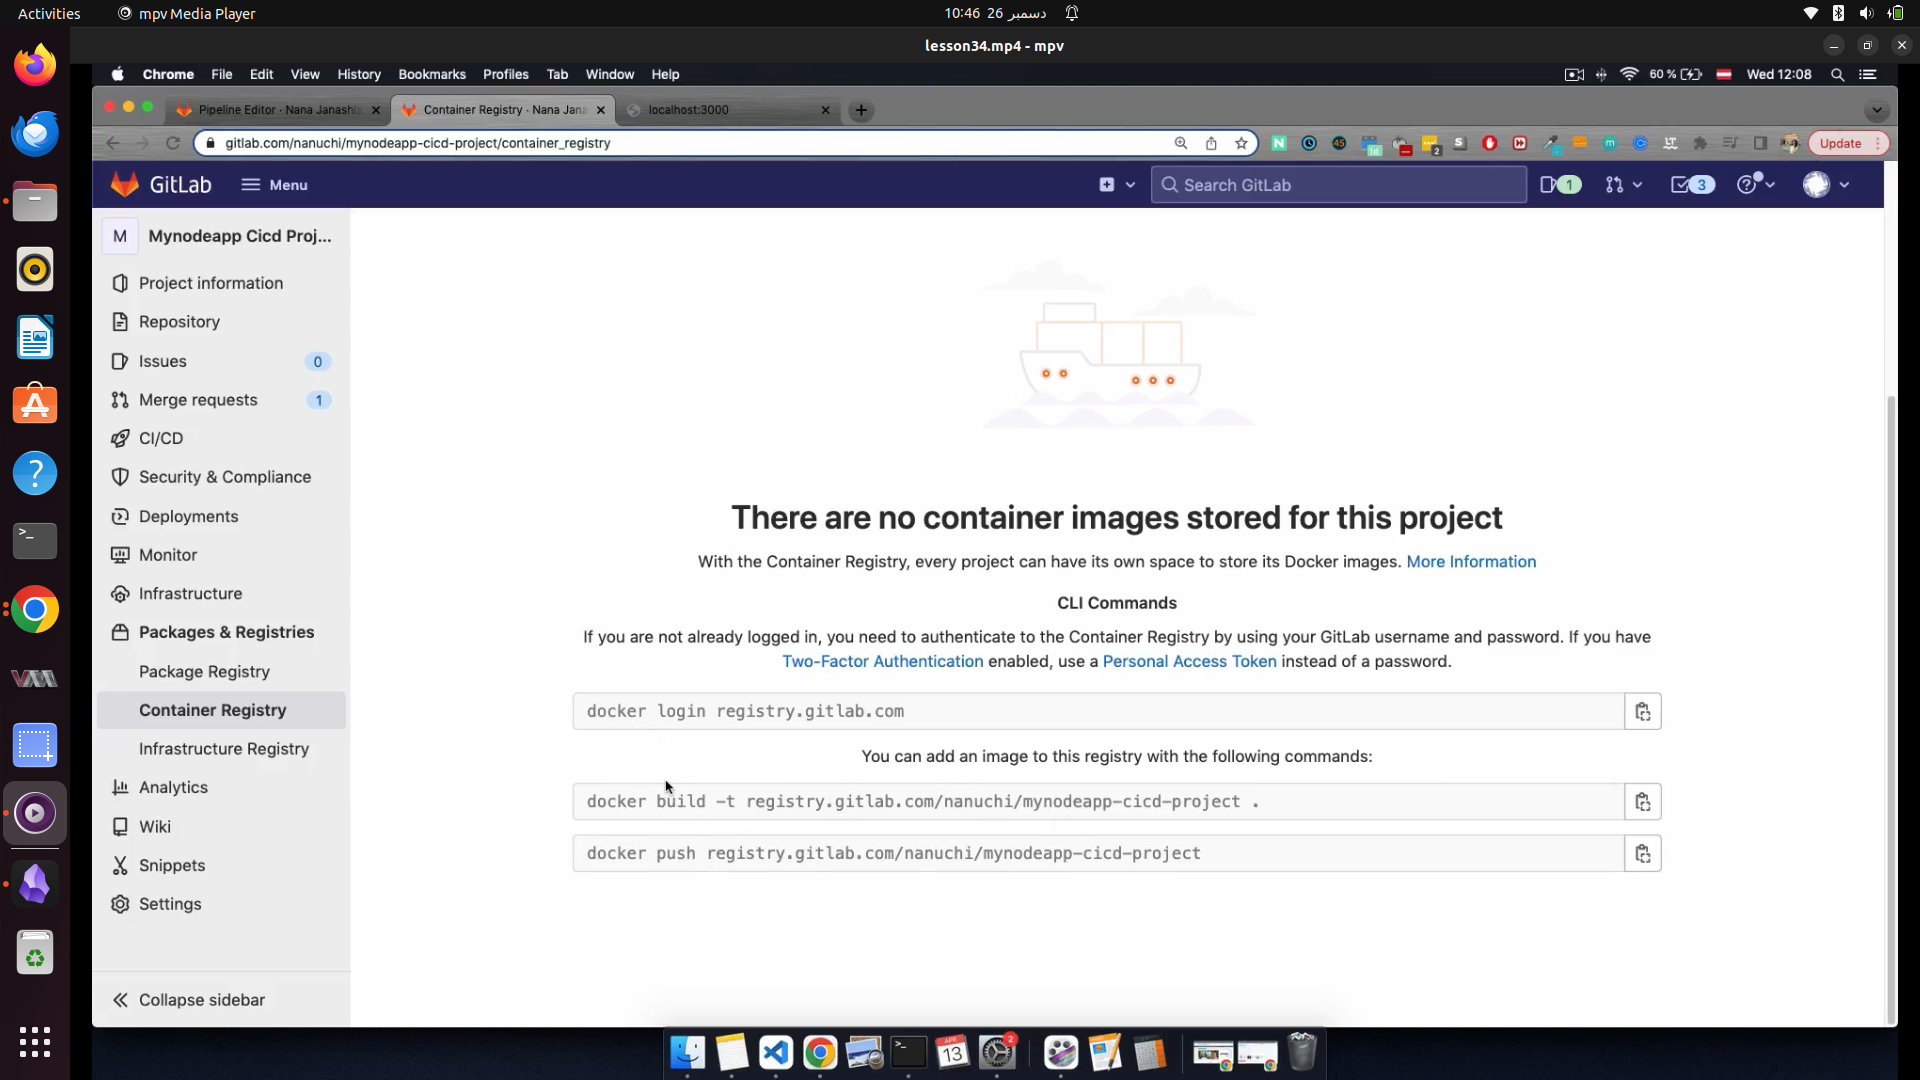 Activities
mpv Media Player
10:46 26 دسمبر
lesson34.mp4 - mpv
Chrome File Edit View History Bookmarks Profiles Tab Window Help
60 % Wed 12:08
Pipeline Editor · Nana Janashi
Container Registry · Nana Jana
localhost:3000
gitlab.com/nanuchi/mynodeapp-cicd-project/container_registry
Update
GitLab
Menu
Search GitLab
1
3
M Mynodeapp Cicd Proj...
Project information
Repository
Issues 0
Merge requests 1
CI/CD
Security & Compliance
Deployments
Monitor
Infrastructure
Packages & Registries
Package Registry
Container Registry
Infrastructure Registry
Analytics
Wiki
Snippets
Settings
Collapse sidebar
There are no container images stored for this project
With the Container Registry, every project can have its own space to store its Docker images. More Information
CLI Commands
If you are not already logged in, you need to authenticate to the Container Registry by using your GitLab username and password. If you have
Two-Factor Authentication enabled, use a Personal Access Token instead of a password.
docker login registry.gitlab.com
You can add an image to this registry with the following commands:
docker build -t registry.gitlab.com/nanuchi/mynodeapp-cicd-project .
docker push registry.gitlab.com/nanuchi/mynodeapp-cicd-project
APR
13
2